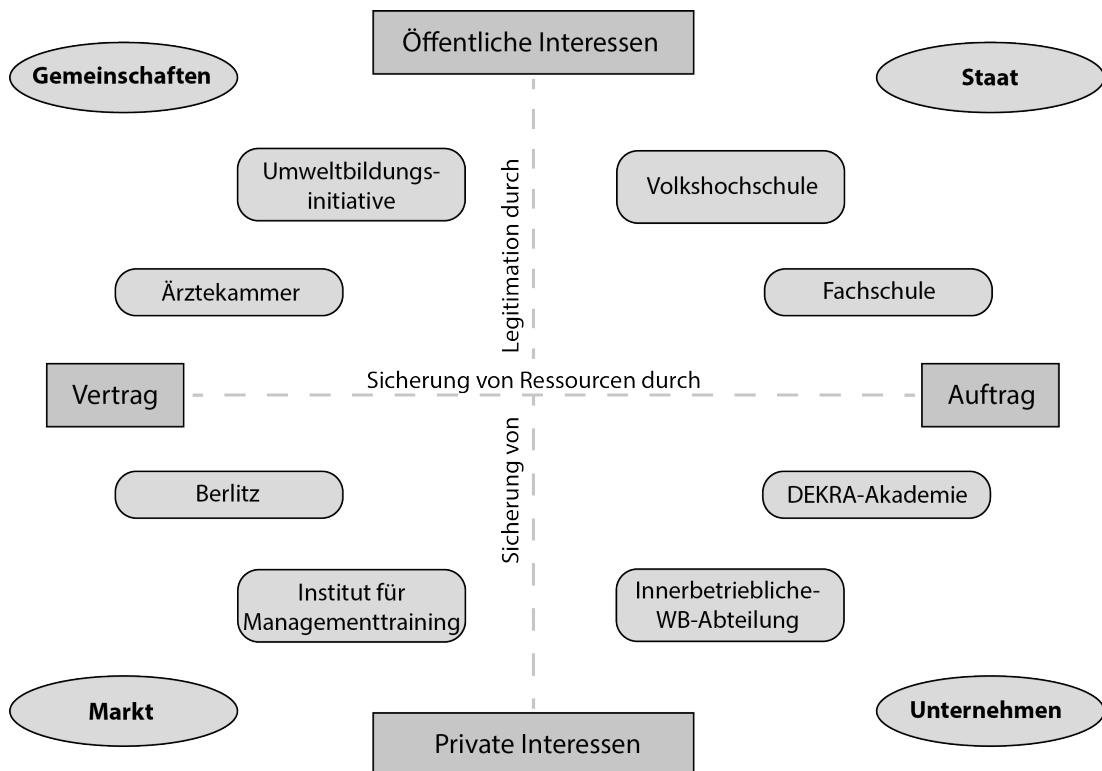 Öffentliche Interessen
Gemeinschaften
Staat
Umweltbildungs-
initiative
Legitimation durch
Volkshochschule
Ärztekammer
Fachschule
Vertrag
Sicherung von Ressourcen durch
Auftrag
Berlitz
Sicherung von
DEKRA-Akademie
Institut für
Managementtraining
Innerbetriebliche-
WB-Abteilung
Markt
Unternehmen
Private Interessen